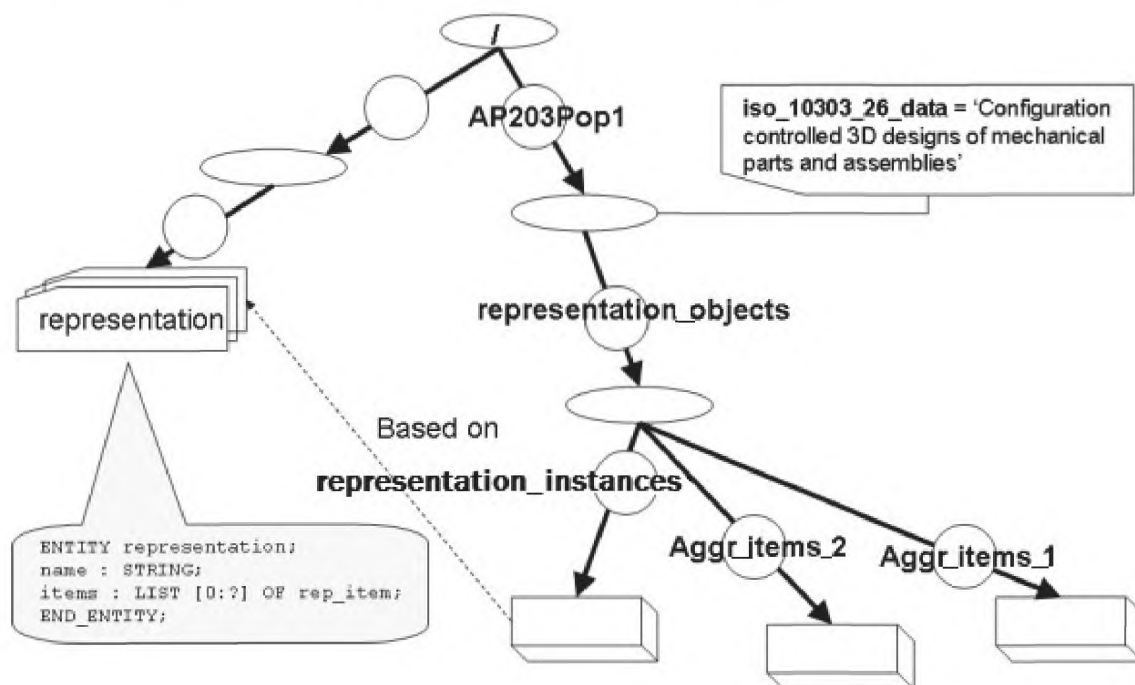 /
AP203Pop1
iso_10303_26_data = ‘Configuration
controlled 3D designs of mechanical
parts and assemblies’
representation_objects
representation
Based on
representation_instances
Aggr_items_2
Aggr_items_1
ENTITY representation;
name : STRING;
items : LIST [0:?] OF rep_item;
END_ENTITY;